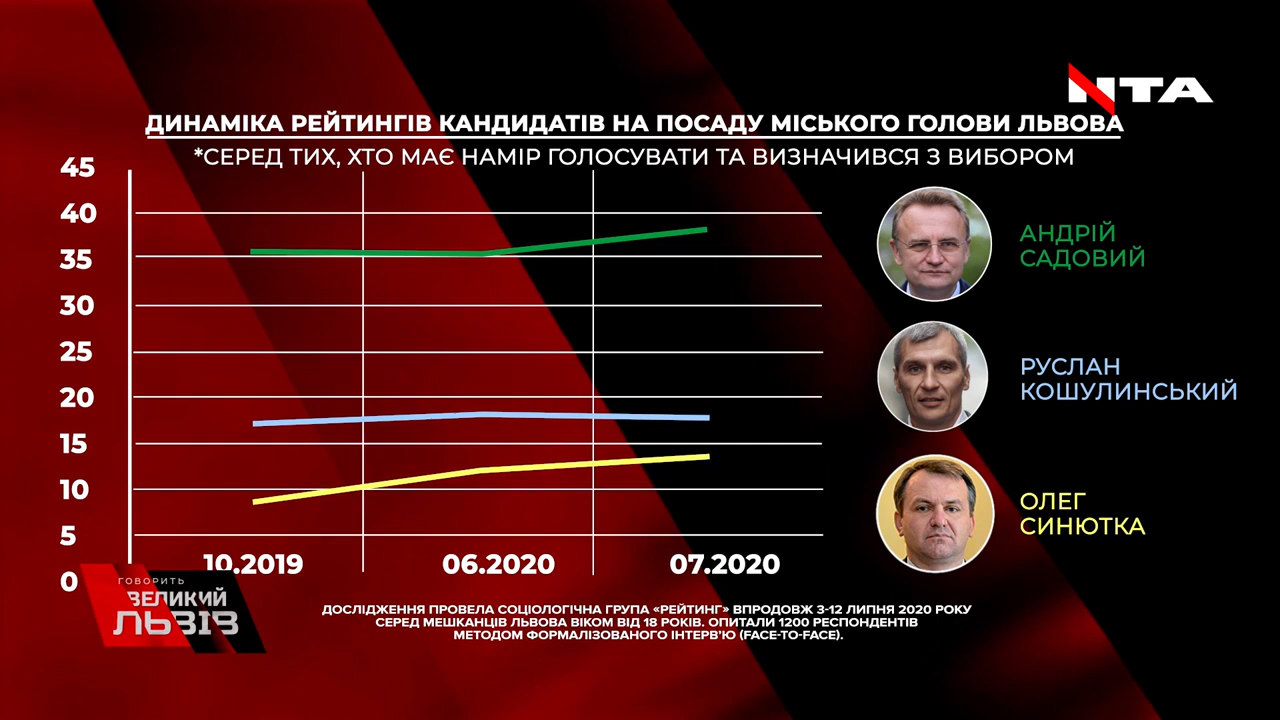 NTA
ДИНАМІКА РЕЙТИНГІВ КАНДИДАТІВ НА ПОСАДУ МІСЬКОГО ГОЛОВИ ЛЬВОВА
*СЕРЕД ТИХ, ХТО МАЄ НАМІР ГОЛОСУВАТИ ТА ВИЗНАЧИВСЯ З ВИБОРОМ
45
40
35
30
25
20
15
10
5
0
10.2019 06.2020 07.2020
АНДРІЙ
САДОВИЙ
РУСЛАН
КОШУЛИНСЬКИЙ
ОЛЕГ
СИНЮТКА
ГОВОРИТЬ
ВЕЛИКИЙ
ЛЬВІВ
ДОСЛІДЖЕННЯ ПРОВЕЛА СОЦІОЛОГІЧНА ГРУПА «РЕЙТИНГ» ВПРОДОВЖ 3-12 ЛИПНЯ 2020 РОКУ
СЕРЕД МЕШКАНЦІВ ЛЬВОВА ВІКОМ ВІД 18 РОКІВ. ОПИТАЛИ 1200 РЕСПОНДЕНТІВ
МЕТОДОМ ФОРМАЛІЗОВАНОГО ІНТЕРВ'Ю (FACE-TO-FACE).